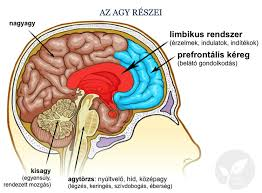 AZ AGY RÉSZEI
nagyagy
limbikus rendszer
(érzelmek, indulatok, indítékok)
prefrontális kéreg
(belátó gondolkodás)
kisagy
(egyensúly,
rendezett mozgás)
agytörzs: nyúltvelő, híd, középagy
(légzés, keringés, szívdobogás, éberség)